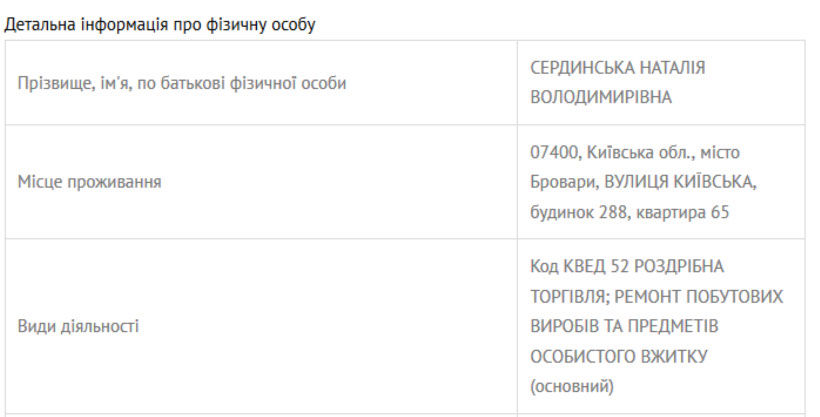 Детальна інформація про фізичну особу
Прізвище, ім'я, по батькові фізичної особи
СЕРДИНСЬКА НАТАЛІЯ
ВОЛОДИМИРІВНА
Місце проживання
07400, Київська обл., місто
Бровари, ВУЛИЦЯ КИЇВСЬКА,
будинок 288, квартира 65
Види діяльності
Код КВЕД 52 РОЗДРІБНА
ТОРГІВЛЯ; РЕМОНТ ПОБУТОВИХ
ВИРОБІВ ТА ПРЕДМЕТІВ
ОСОБИСТОГО ВЖИТКУ
(основний)